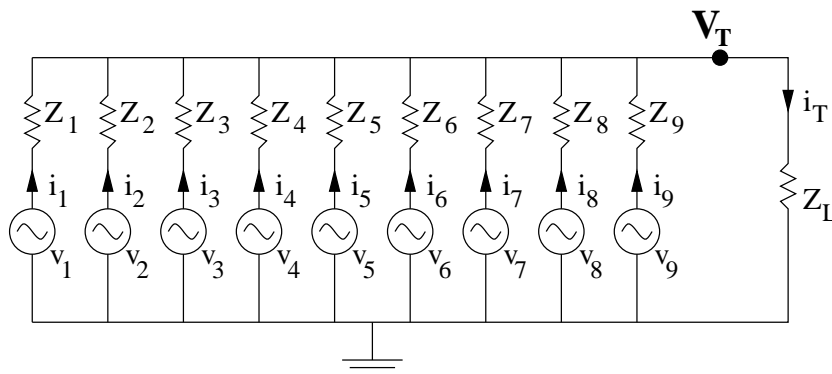 V_T
Z_1 Z_2 Z_3 Z_4 Z_5 Z_6 Z_7 Z_8 Z_9 i_T
i_1 i_2 i_3 i_4 i_5 i_6 i_7 i_8 i_9 Z_L
v_1 v_2 v_3 v_4 v_5 v_6 v_7 v_8 v_9